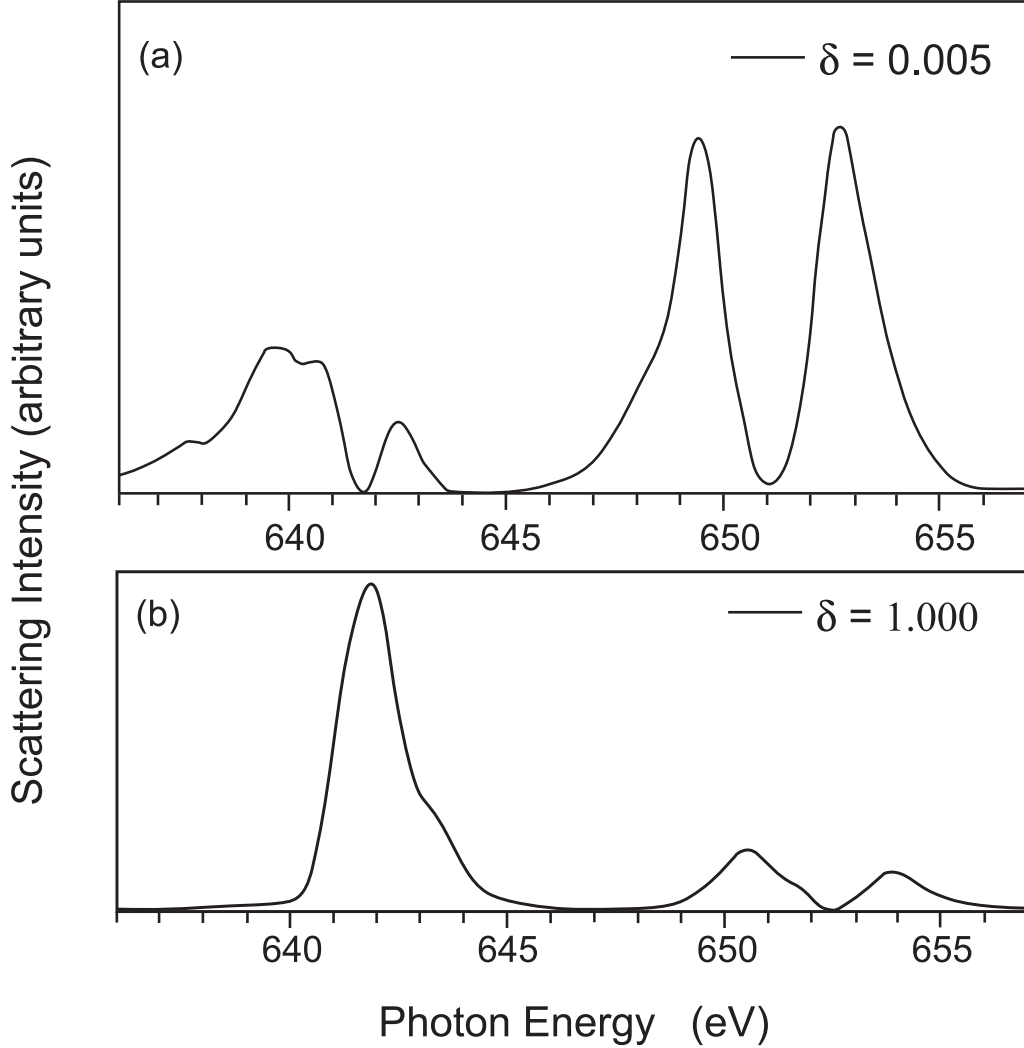 Scattering Intensity (arbitrary units)
(a)
δ = 0.005
640 645 650 655
(b)
δ = 1.000
640 645 650 655
Photon Energy (eV)